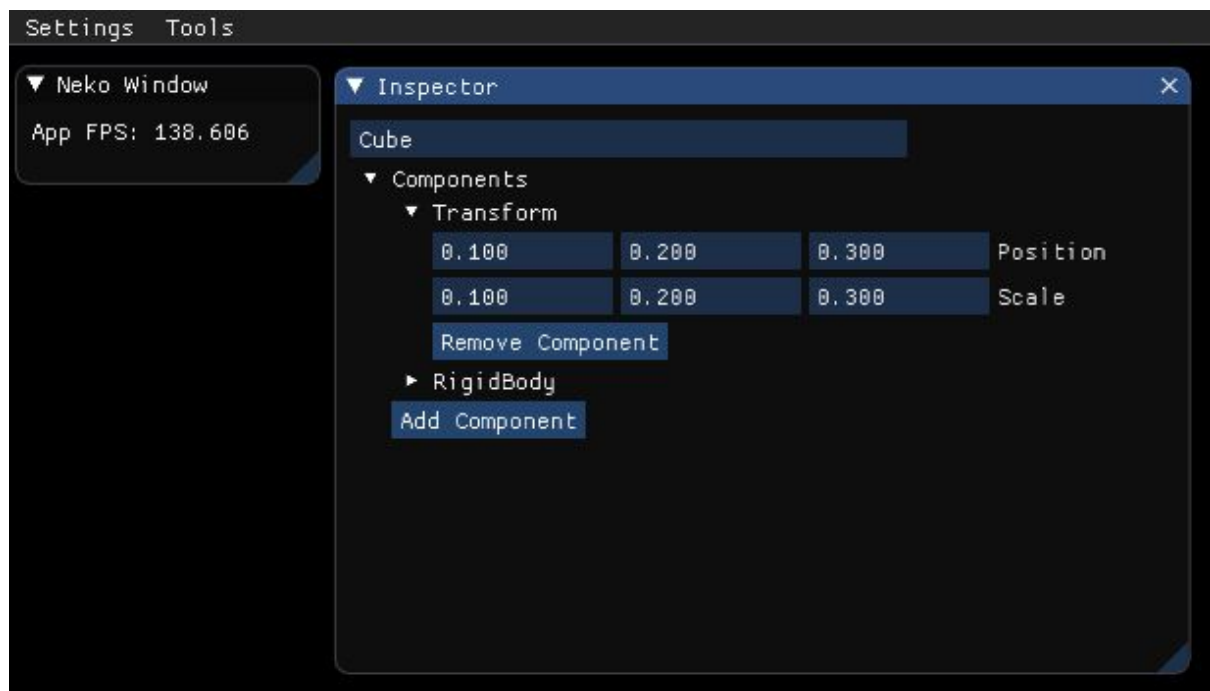 Settings Tools
Neko Window
App FPS: 138.606
Inspector
Cube
Components
Transform
0.100 0.200 0.300 Position
0.100 0.200 0.300 Scale
Remove Component
RigidBody
Add Component